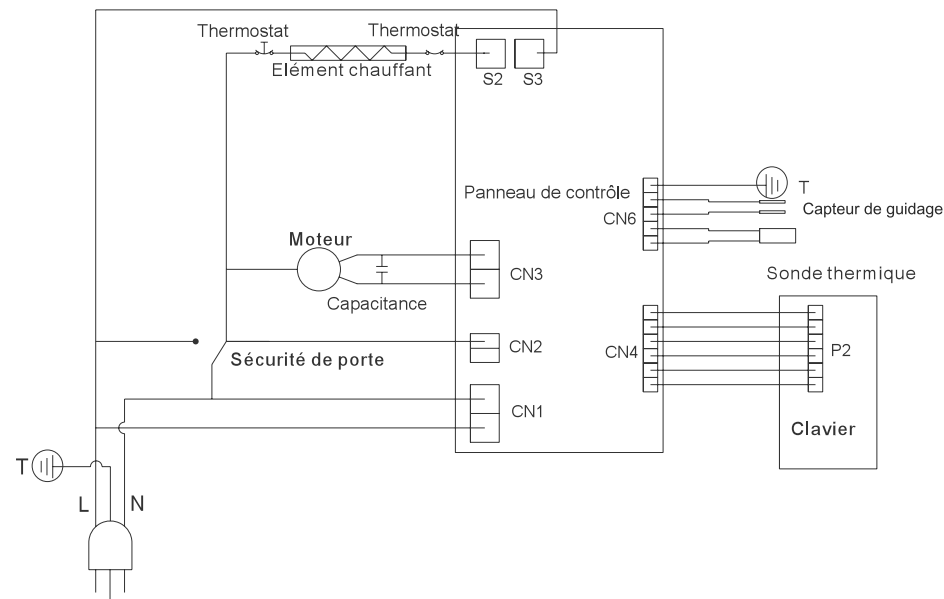 Thermostat
Thermostat
T
Elément chauffant
S2
S3
Panneau de contrôle
T
CN6
Capteur de guidage
Moteur
CN3
Sonde thermique
Capacitance
CN2
CN4
P2
Sécurité de porte
CN1
Clavier
T
L
N